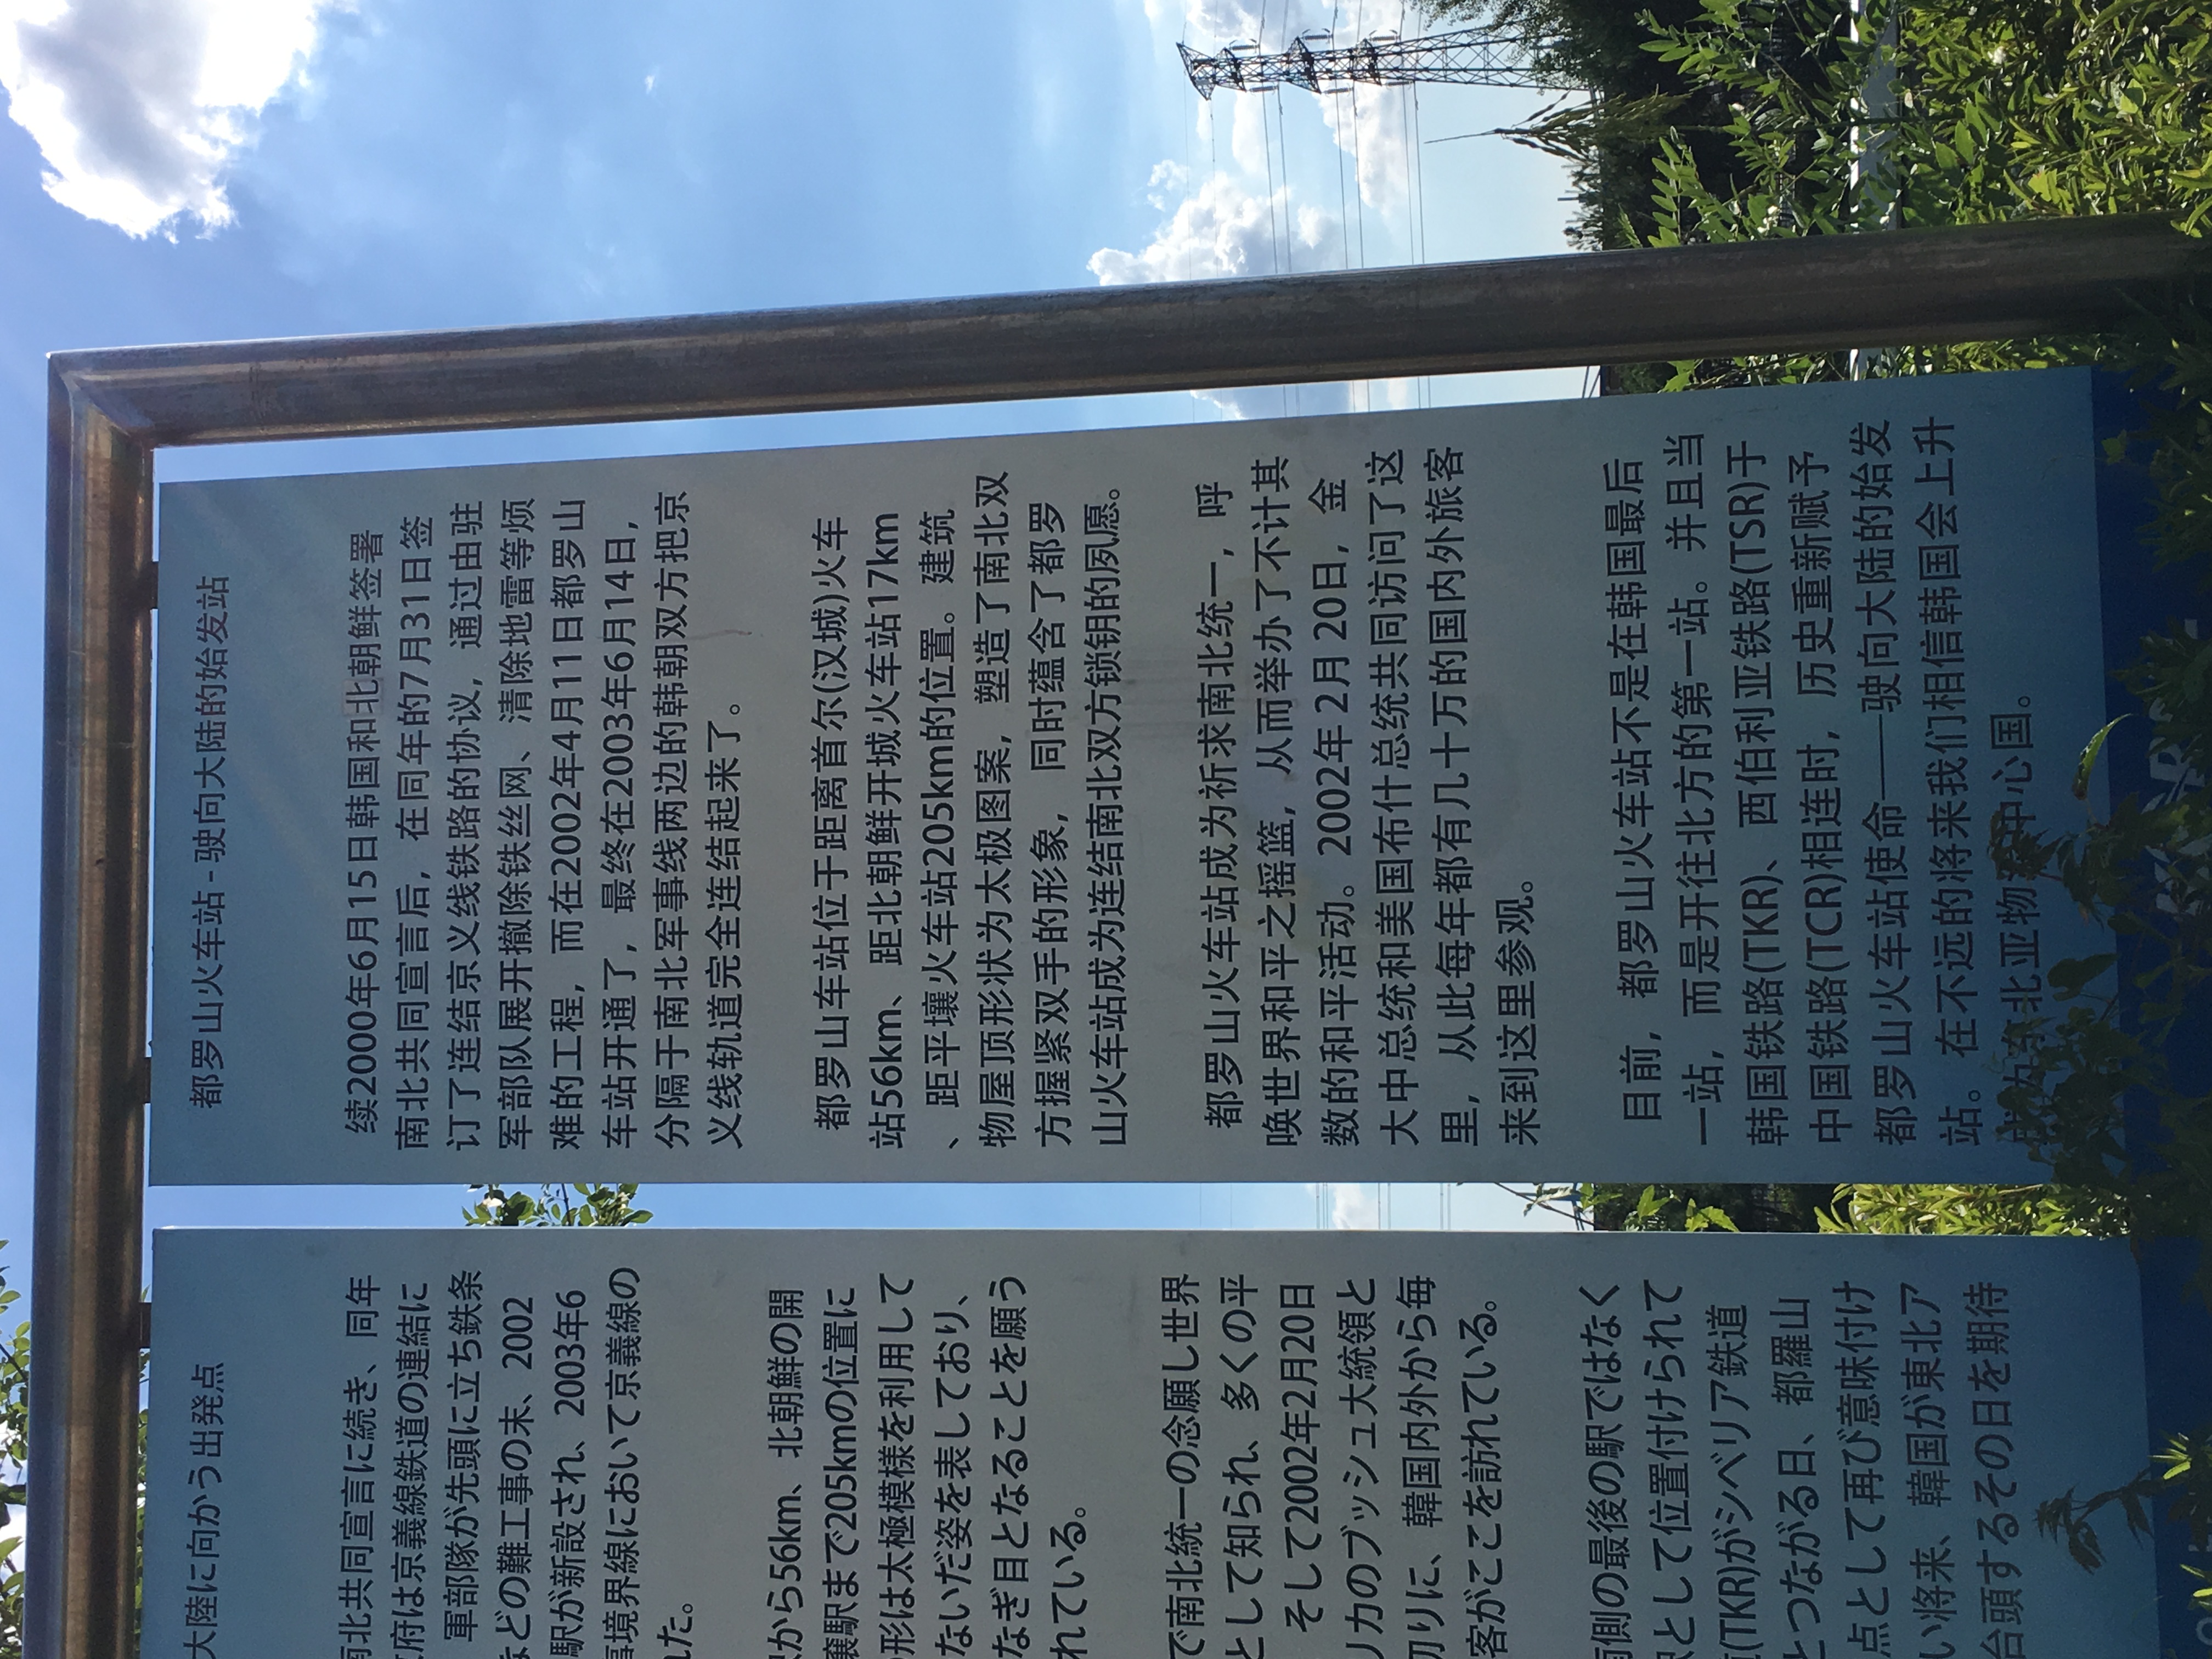 大陸に向かう出発点
南北共同宣言に続き、同年
府は京義線鉄道の連結に
軍部隊が先頭に立ち鉄条
などの難工事の末、2002
駅が新設され、2003年6
事境界線において京義線の
れた。
駅から56km、北朝鮮の開
壌駅まで205kmの位置に
形は太極模様を利用して
ないだ姿を表しており、
なぎ目となることを願う
れている。
で南北統一の念願し世界
として知られ、多くの平
そして2002年2月20日
リカのブッシュ大統領と
切りに、韓国内外から毎
客がここを訪れている。
南側の最後の駅ではなく
駅として位置付けられて
(TKR)がシベリア鉄道
とつながる日、都羅山
点として再び意味付け
い将来、韓国が東北ア
台頭するその日を期待
都罗山火车站-驶向大陆的始发站
续2000年6月15日韩国和北朝鲜签署
南北共同宣言后，在同年的7月31日签
订了连结京义线铁路的协议，通过由驻
军部队展开撤除铁丝网、清除地雷等烦
难的工程，而在2002年4月11日都罗山
车站开通了，最终在2003年6月14日，
分隔于南北军事线两边的韩朝双方把京
义线轨道完全连结起来了。
都罗山车站位于距离首尔(汉城)火车
站56km、距北朝鲜开城火车站17km
、距平壤火车站205km的位置。建筑
物屋顶形状为太极图案，塑造了南北双
方握紧双手的形象，同时蕴含了都罗
山火车站成为连结南北双方锁钥的夙愿。
都罗山火车站成为祈求南北统一，呼
唤世界和平之摇篮，从而举办了不计其
数的和平活动。2002年 2月 20日，金
大中总统和美国布什总统共同访问了这
里，从此每年都有几十万的国内外旅客
来到这里参观。
目前，都罗山火车站不是在韩国最后
一站，而是开往北方的第一站。并且当
韩国铁路(TKR)、西伯利亚铁路(TSR)于
中国铁路(TCR)相连时，历史重新赋予
都罗山火车站使命——驶向大陆的始发
站。在不远的将来我们相信韩国会上升
成为东北亚物中心国。